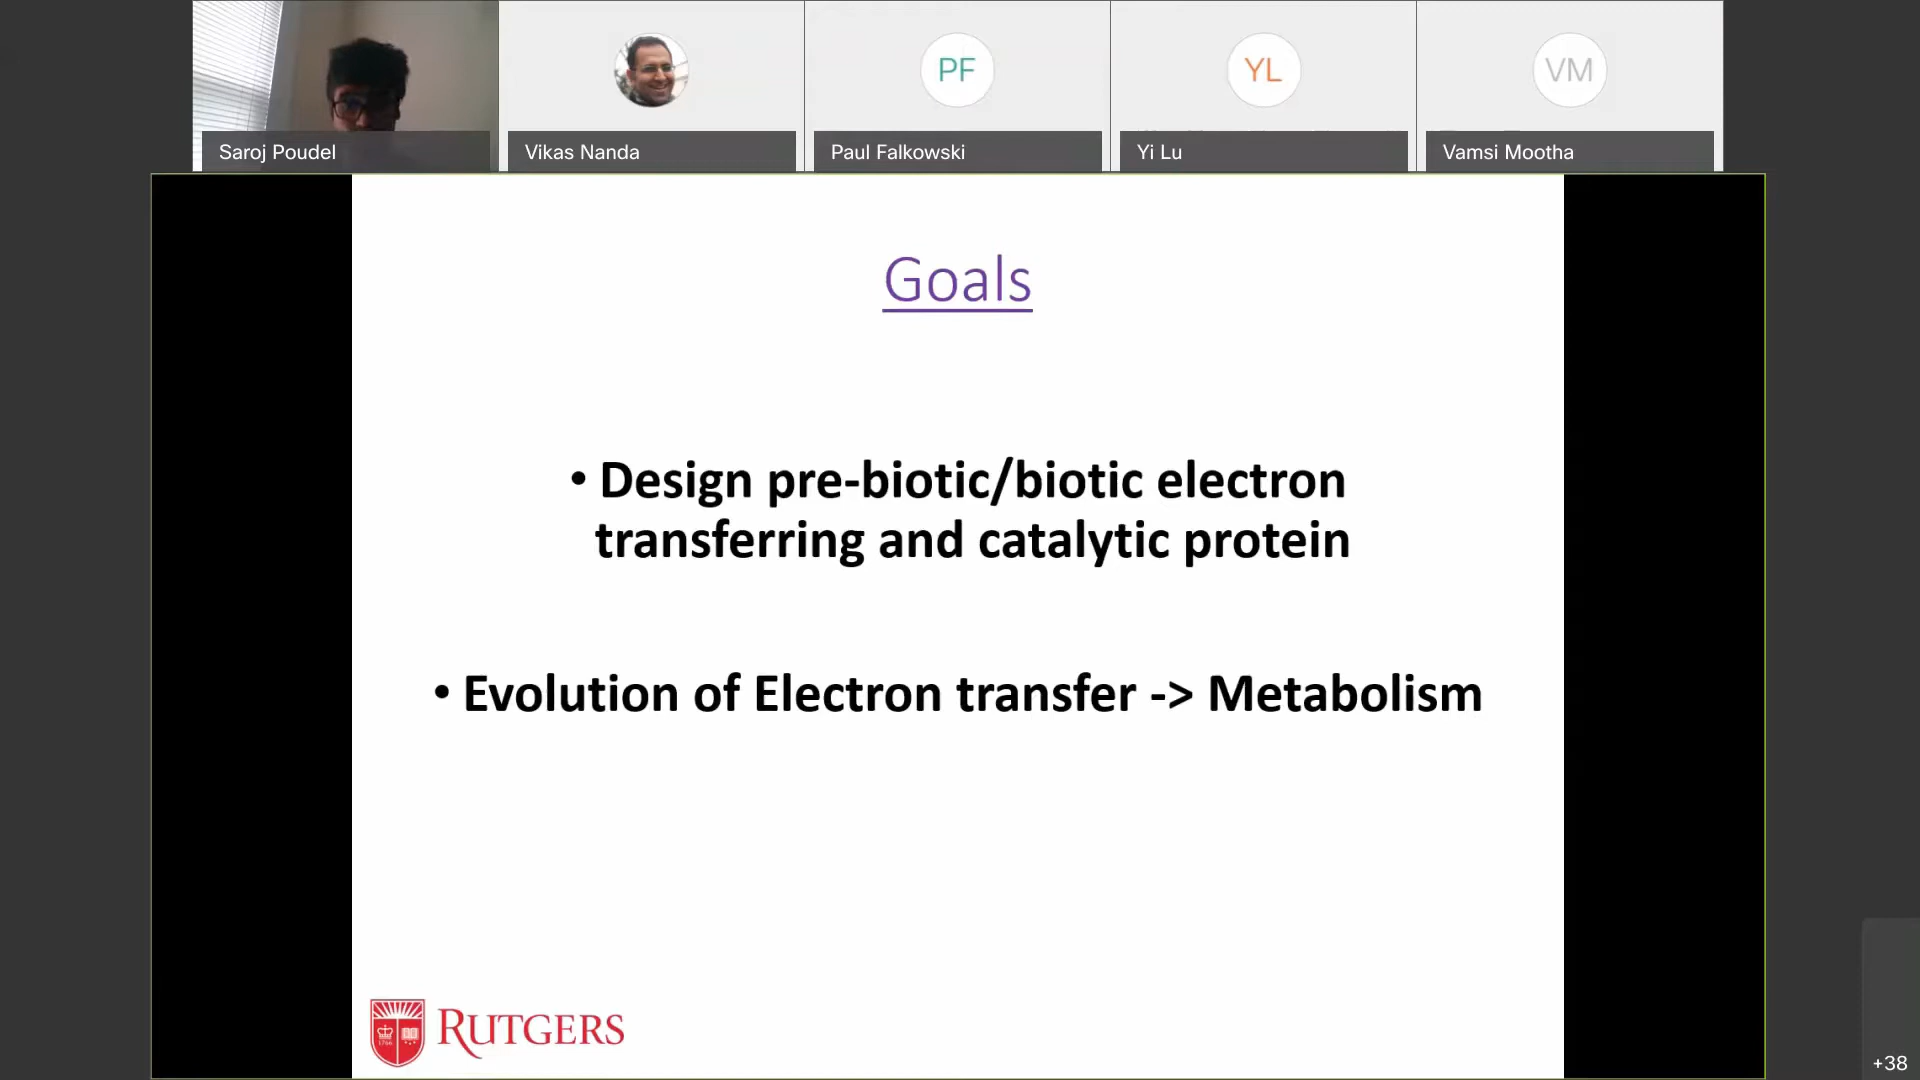 PF
YL
VM
Saroj Poudel
Vikas Nanda
Paul Falkowski
Yi Lu
Vamsi Mootha
Goals
• Design pre-biotic/biotic electron
transferring and catalytic protein
• Evolution of Electron transfer -> Metabolism
1766
RUTGERS
+38